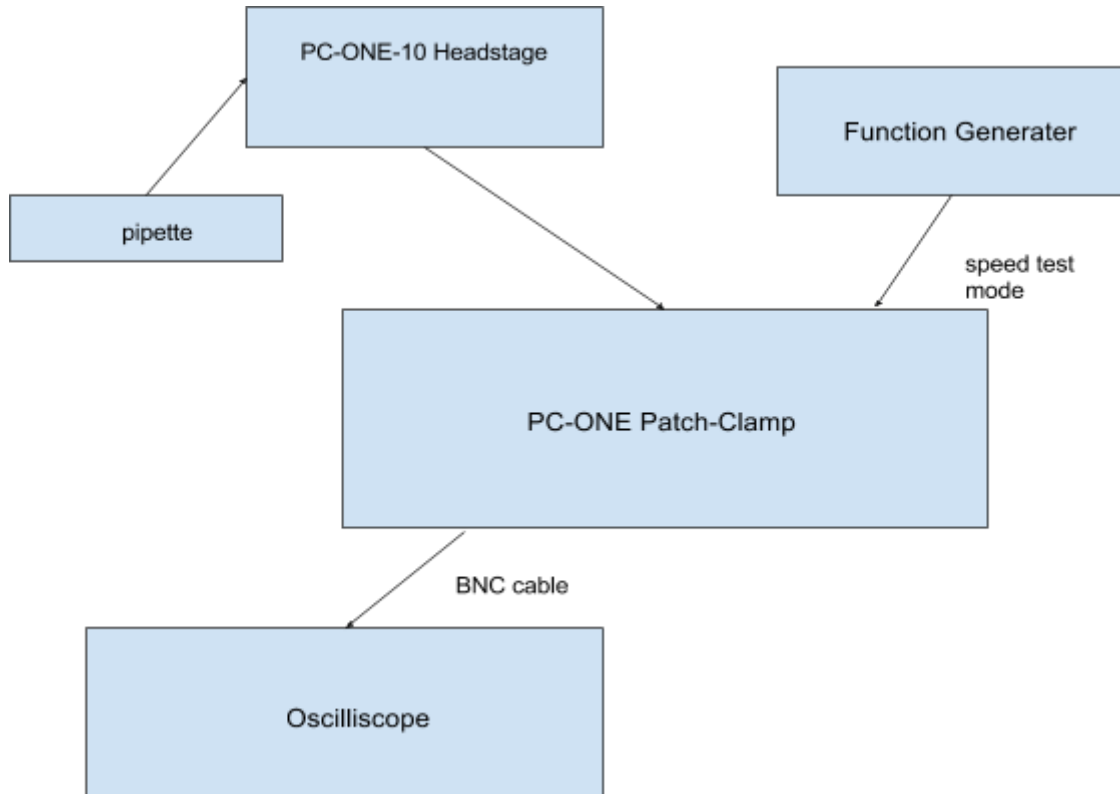 PC-ONE-10 Headstage
Function Generater
pipette
speed test
mode
PC-ONE Patch-Clamp
BNC cable
Oscilliscope